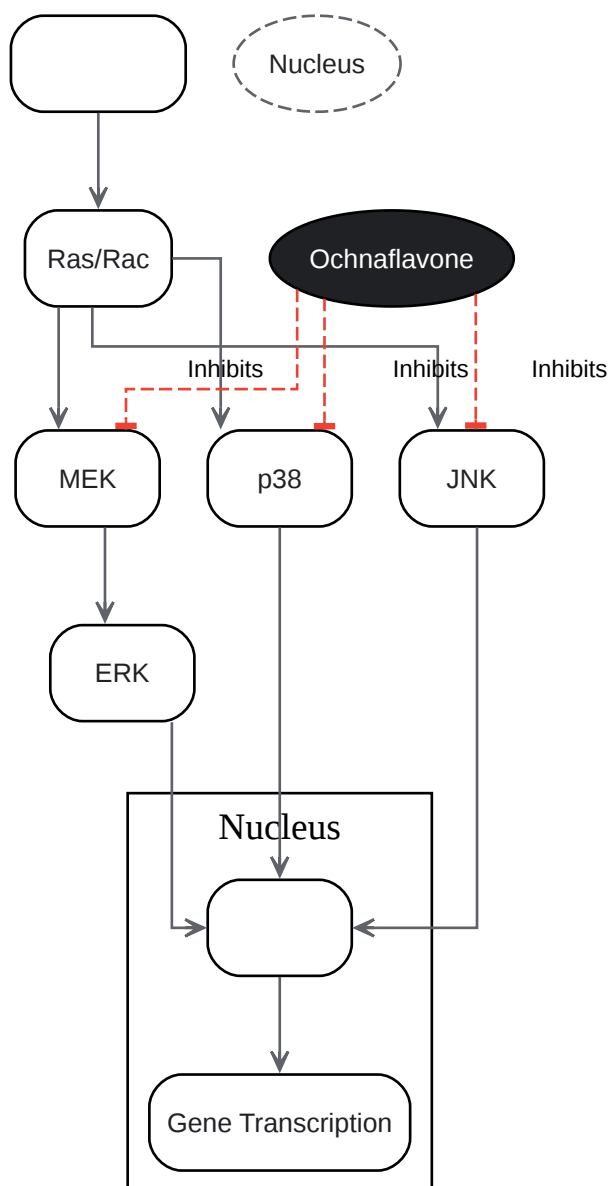 Nucleus
Ras/Rac
Ochnaflavone
Inhibits
Inhibits
Inhibits
MEK
p38
JNK
ERK
Nucleus
Gene Transcription